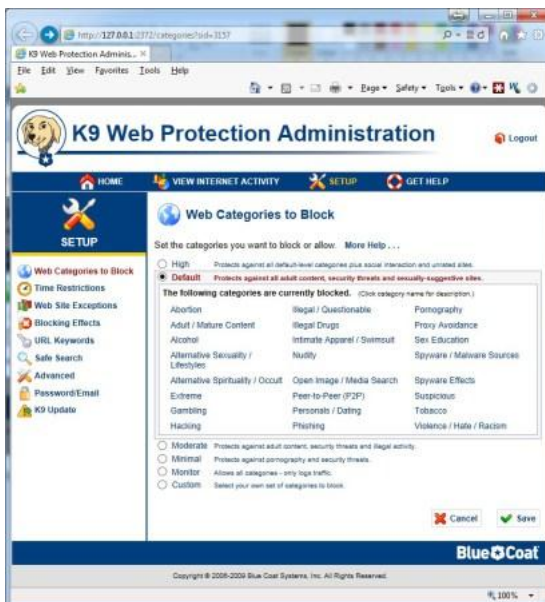 http://127.0.0.1:2372/categories?sid=3157
K9 Web Protection Adminis...
File Edit View Favorites Tools Help
Page Safety Tools
K9 Web Protection Administration
Logout
HOME VIEW INTERNET ACTIVITY SETUP GET HELP
SETUP
Web Categories to Block
Time Restrictions
Web Site Exceptions
Blocking Effects
URL Keywords
Safe Search
Advanced
Password/Email
K9 Update
Web Categories to Block
Set the categories you want to block or allow. More Help . . .
High Protects against all default-level categories plus social interaction and unrated sites.
Default Protects against all adult content, security threats and sexually-suggestive sites.
The following categories are currently blocked. (Click category name for description.)
Abortion Illegal / Questionable Pornography
Adult / Mature Content Illegal Drugs Proxy Avoidance
Alcohol Intimate Apparel / Swimsuit Sex Education
Alternative Sexuality / Nudity Spyware / Malware Sources
Lifestyles
Alternative Spirituality / Occult Open Image / Media Search Spyware Effects
Extreme Peer-to-Peer (P2P) Suspicious
Gambling Personals / Dating Tobacco
Hacking Phishing Violence / Hate / Racism
Moderate Protects against adult content, security threats and illegal activity.
Minimal Protects against pornography and security threats.
Monitor Allows all categories - only logs traffic.
Custom Select your own set of categories to block.
Cancel Save
Blue Coat
Copyright © 2006-2009 Blue Coat Systems, Inc. All Rights Reserved.
100%